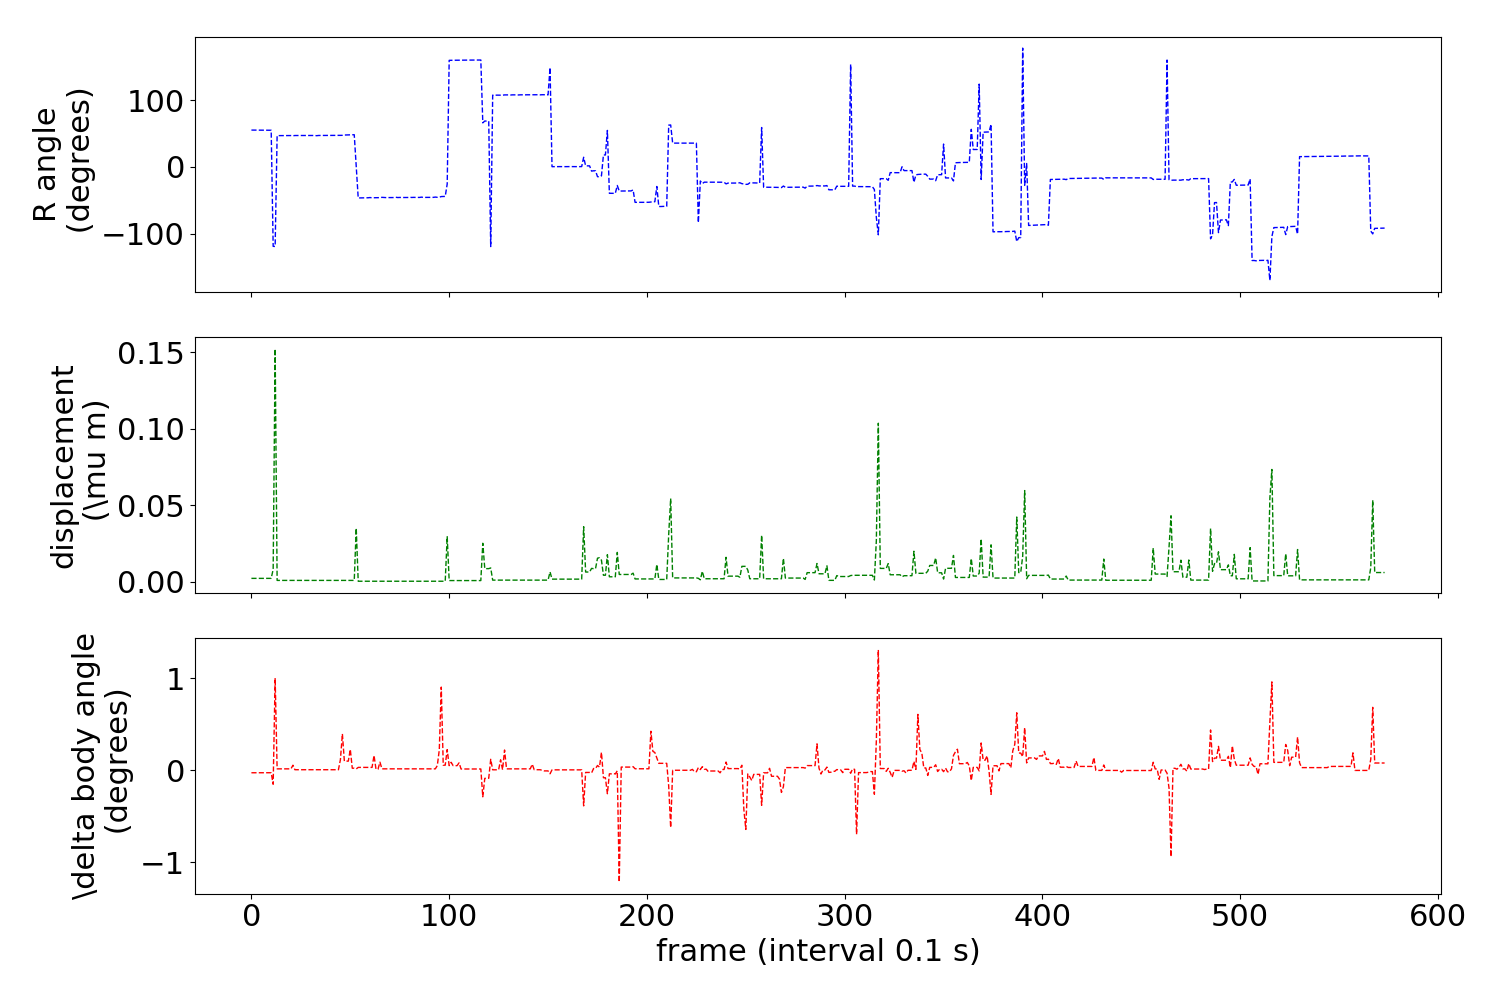 R angle
(degrees)
100
0
−100
displacement
(\mu m)
0.15
0.10
0.05
0.00
\delta body angle
(degrees)
1
0
−1
0 100 200 300 400 500 600
frame (interval 0.1 s)